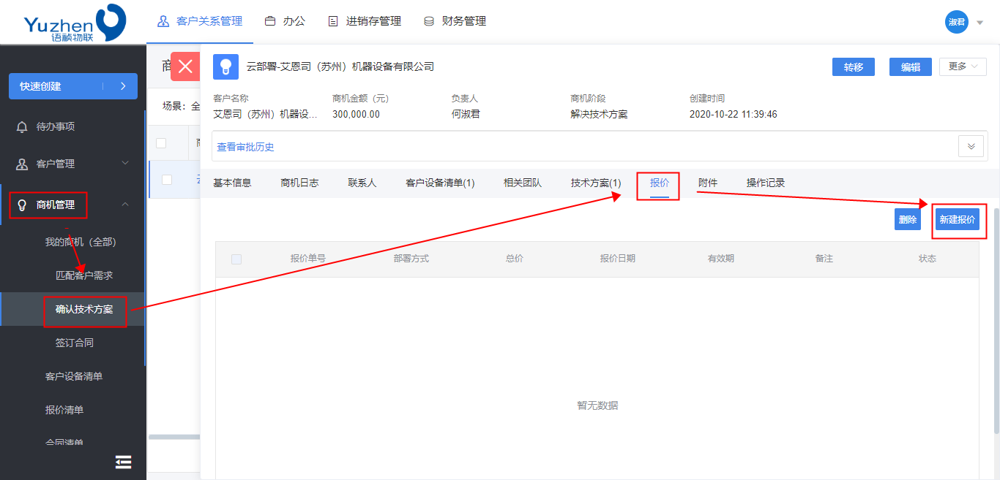 Yuzhen
语祯物联
客户关系管理
办公
进销存管理
财务管理
淑君
快速创建
待办事项
客户管理
商机管理
我的商机（全部）
匹配客户需求
确认技术方案
签订合同
客户设备清单
报价清单
合同清单
商
场景：全
云部署-艾恩司（苏州）机器设备有限公司
转移
编辑
更多
客户名称
商机金额（元）
负责人
商机阶段
创建时间
艾恩司（苏州）机器设...
300,000.00
何淑君
解决技术方案
2020-10-22 11:39:46
查看审批历史
基本信息
商机日志
联系人
客户设备清单(1)
相关团队
技术方案(1)
报价
附件
操作记录
删除
新建报价
报价单号
部署方式
总价
报价日期
有效期
备注
状态
暂无数据